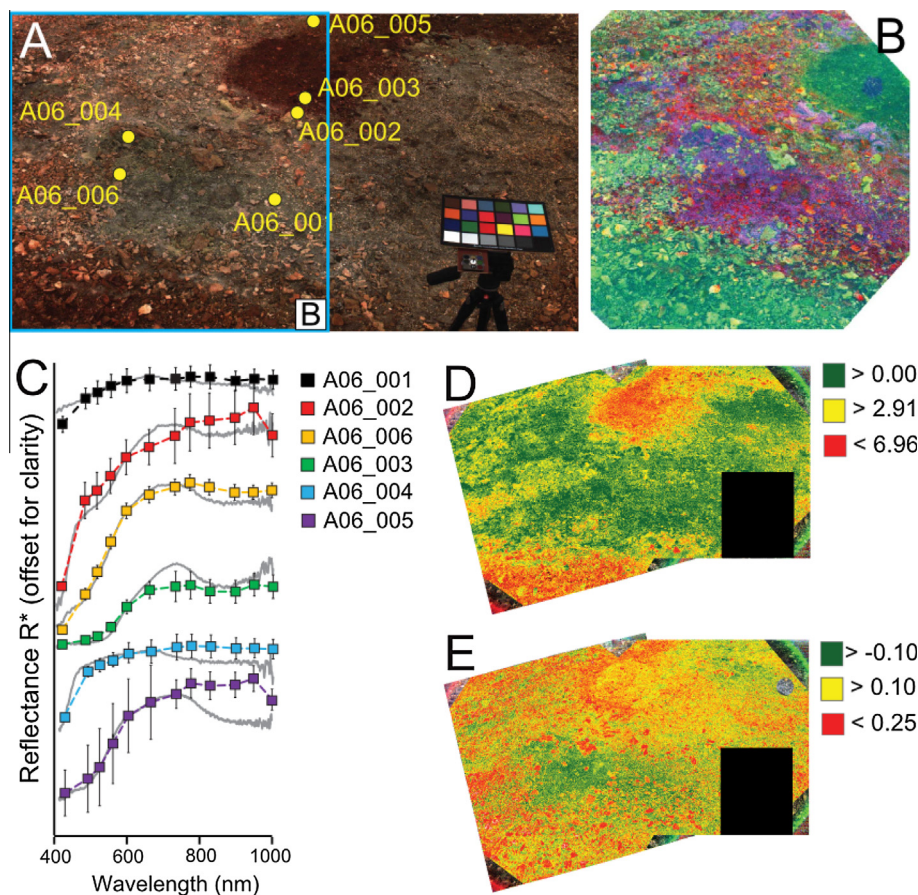 A
A06_005
A06_003
A06_004
A06_002
A06_006
A06_001
B
B
C
A06_001
A06_002
A06_006
A06_003
A06_004
A06_005
Reflectance R* (offset for clarity)
400 600 800 1000
Wavelength (nm)
D
> 0.00
> 2.91
< 6.96
E
> -0.10
> 0.10
< 0.25